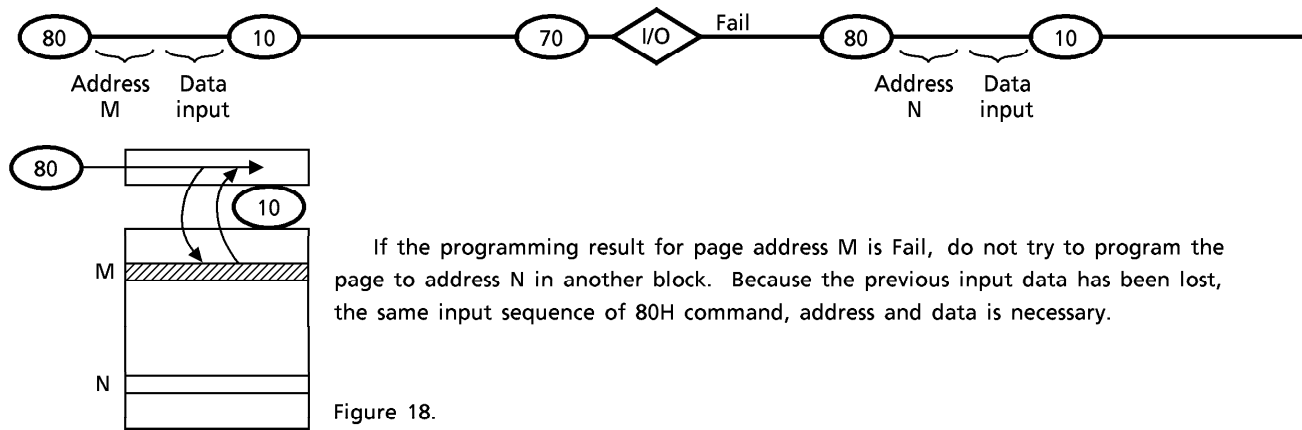 80 10 70 I/O Fail 80 10
Address Data Address Data
M input N input
80
10
If the programming result for page address M is Fail, do not try to program the
M
page to address N in another block. Because the previous input data has been lost,
the same input sequence of 80H command, address and data is necessary.
N
Figure 18.